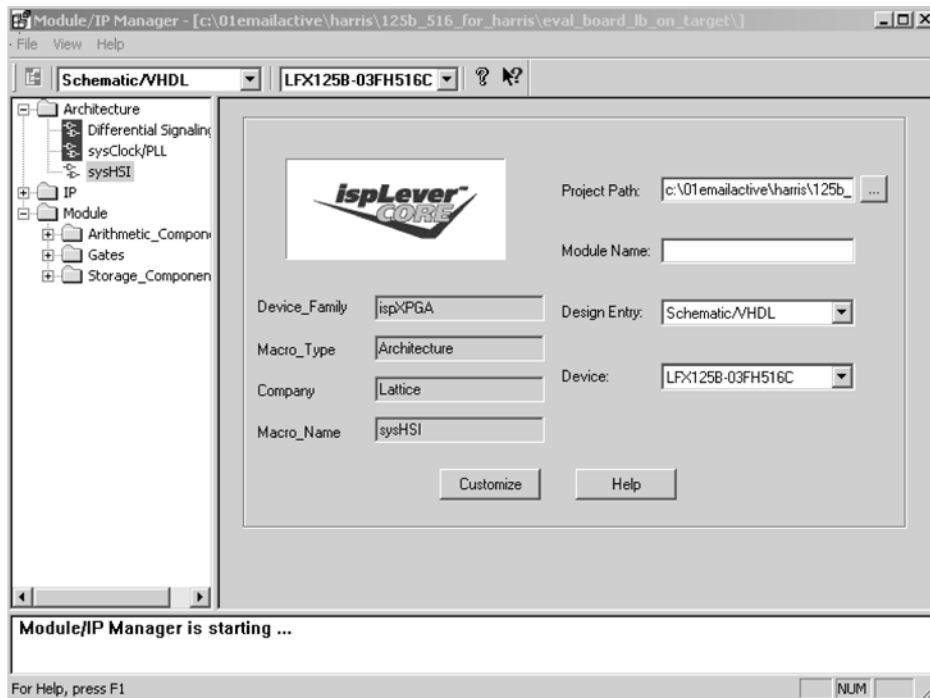 Module/IP Manager - [c:\01emailactive\harris\125b_516_for_harris\eval_board_lb_on_target\]
File View Help
Schematic/VHDL LFX125B-03FH516C
Architecture
Differential Signaling
sysClock/PLL
sysHSI
IP
Module
Arithmetic_Compone
Gates
Storage_Componen
ispLever™
CORE
Project Path: c:\01emailactive\harris\125b_ ...
Module Name:
Device_Family ispXPGA
Design Entry: Schematic/VHDL
Macro_Type Architecture
Device: LFX125B-03FH516C
Company Lattice
Macro_Name sysHSI
Customize Help
Module/IP Manager is starting ...
For Help, press F1 NUM